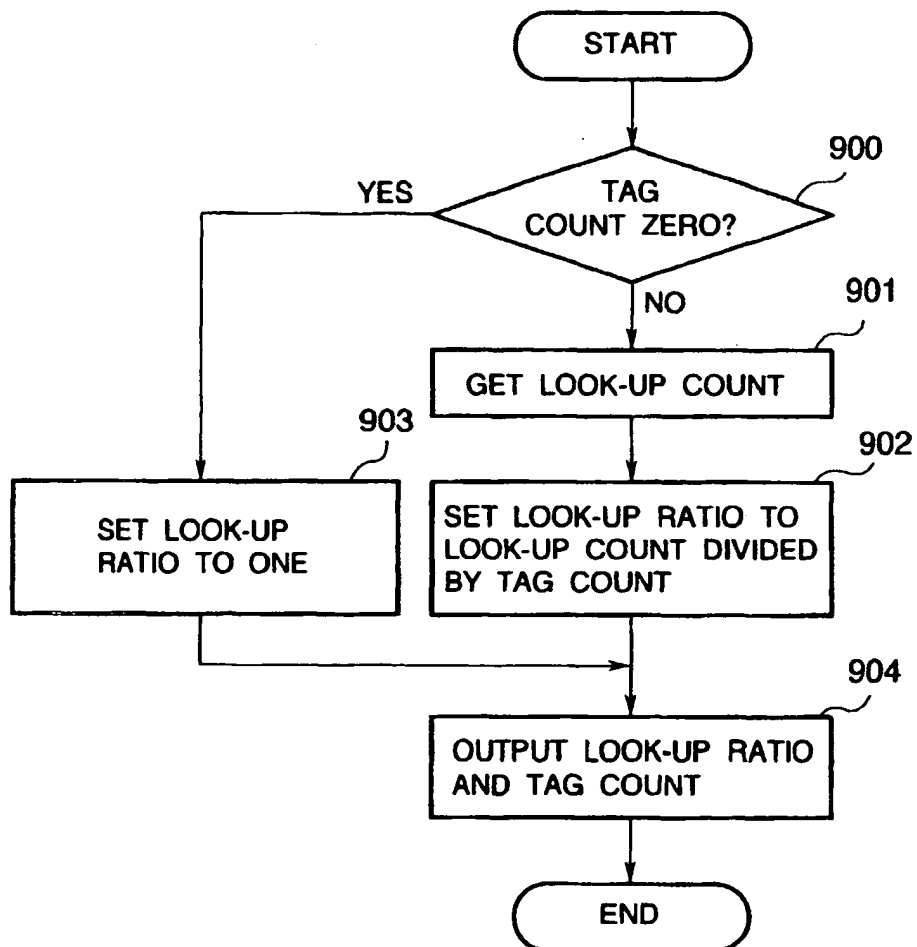 START
900
TAG
COUNT ZERO?
YES
NO
901
GET LOOK-UP COUNT
903
SET LOOK-UP
RATIO TO ONE
902
SET LOOK-UP RATIO TO
LOOK-UP COUNT DIVIDED
BY TAG COUNT
904
OUTPUT LOOK-UP RATIO
AND TAG COUNT
END